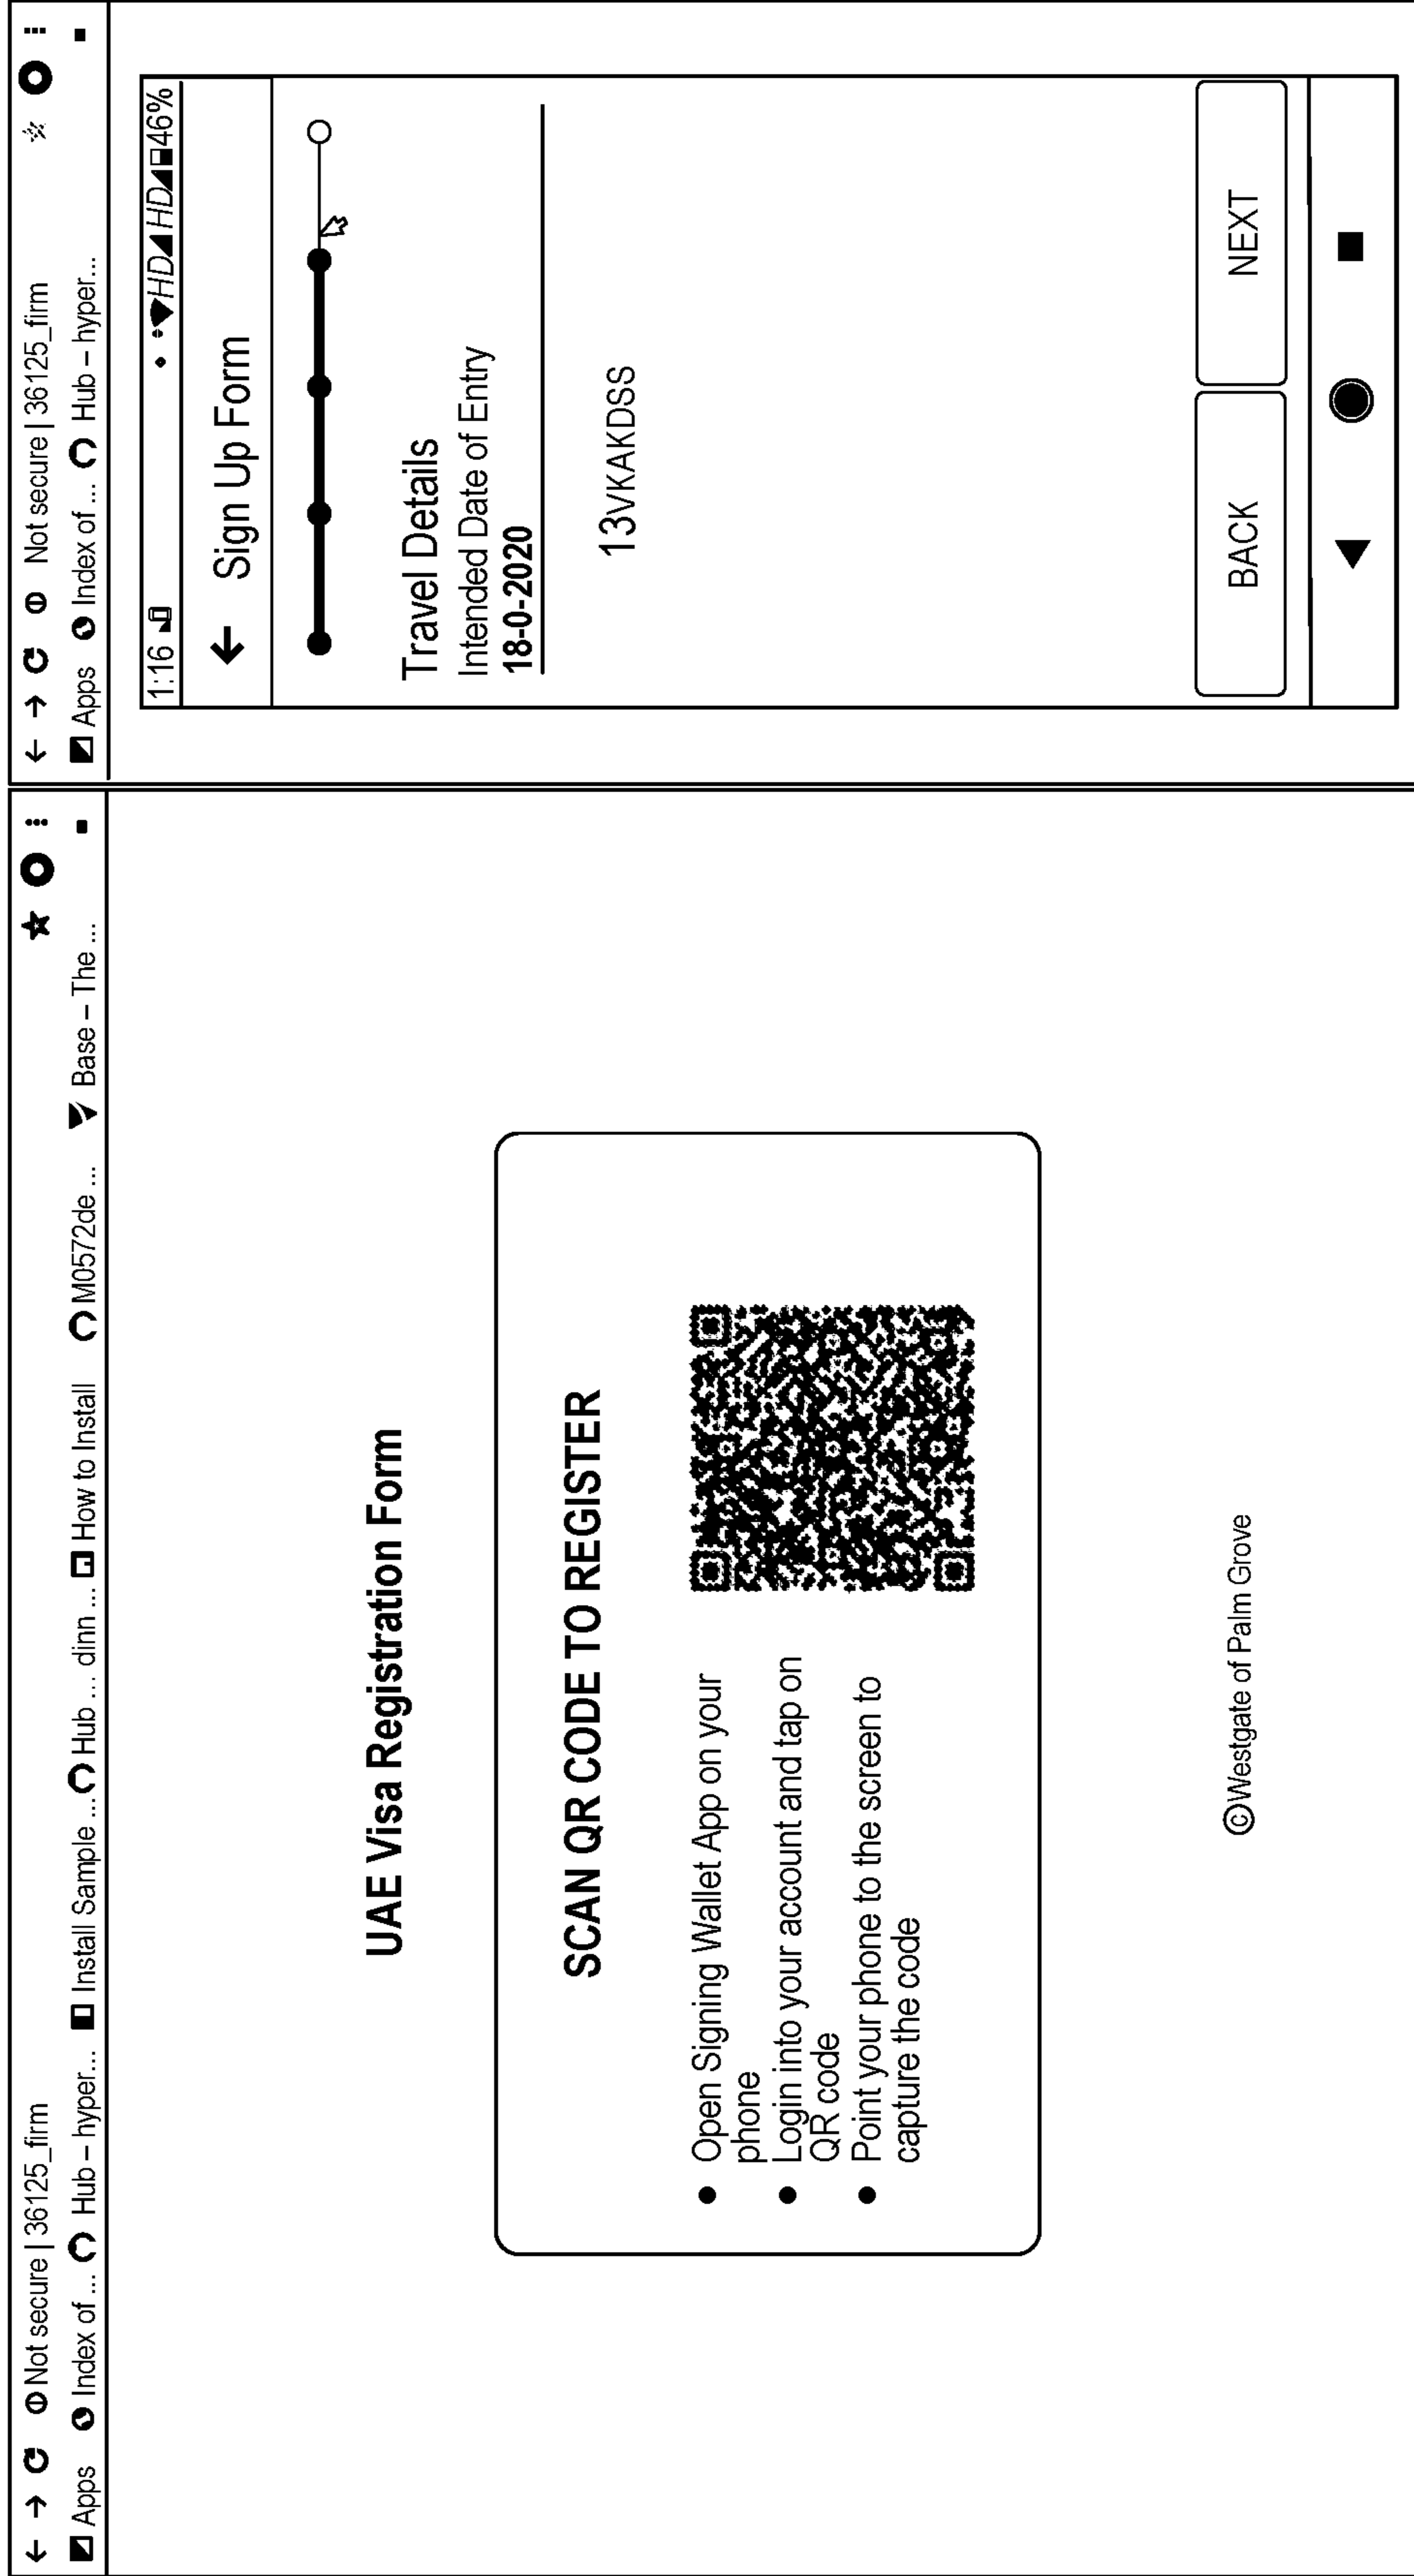 Not secure | 36125_firm
Apps Index of ... Hub – hyper... Install Sample ... Hub ... dinn ... How to Install M0572de ... Base – The ...
UAE Visa Registration Form
SCAN QR CODE TO REGISTER
● Open Signing Wallet App on your
phone
● Login into your account and tap on
QR code
● Point your phone to the screen to
capture the code
©Westgate of Palm Grove
Not secure | 36125_firm
Apps Index of ... Hub – hyper...
1:16 HD HD 46%
Sign Up Form
Travel Details
Intended Date of Entry
18-0-2020
13VKAKDSS
BACK NEXT